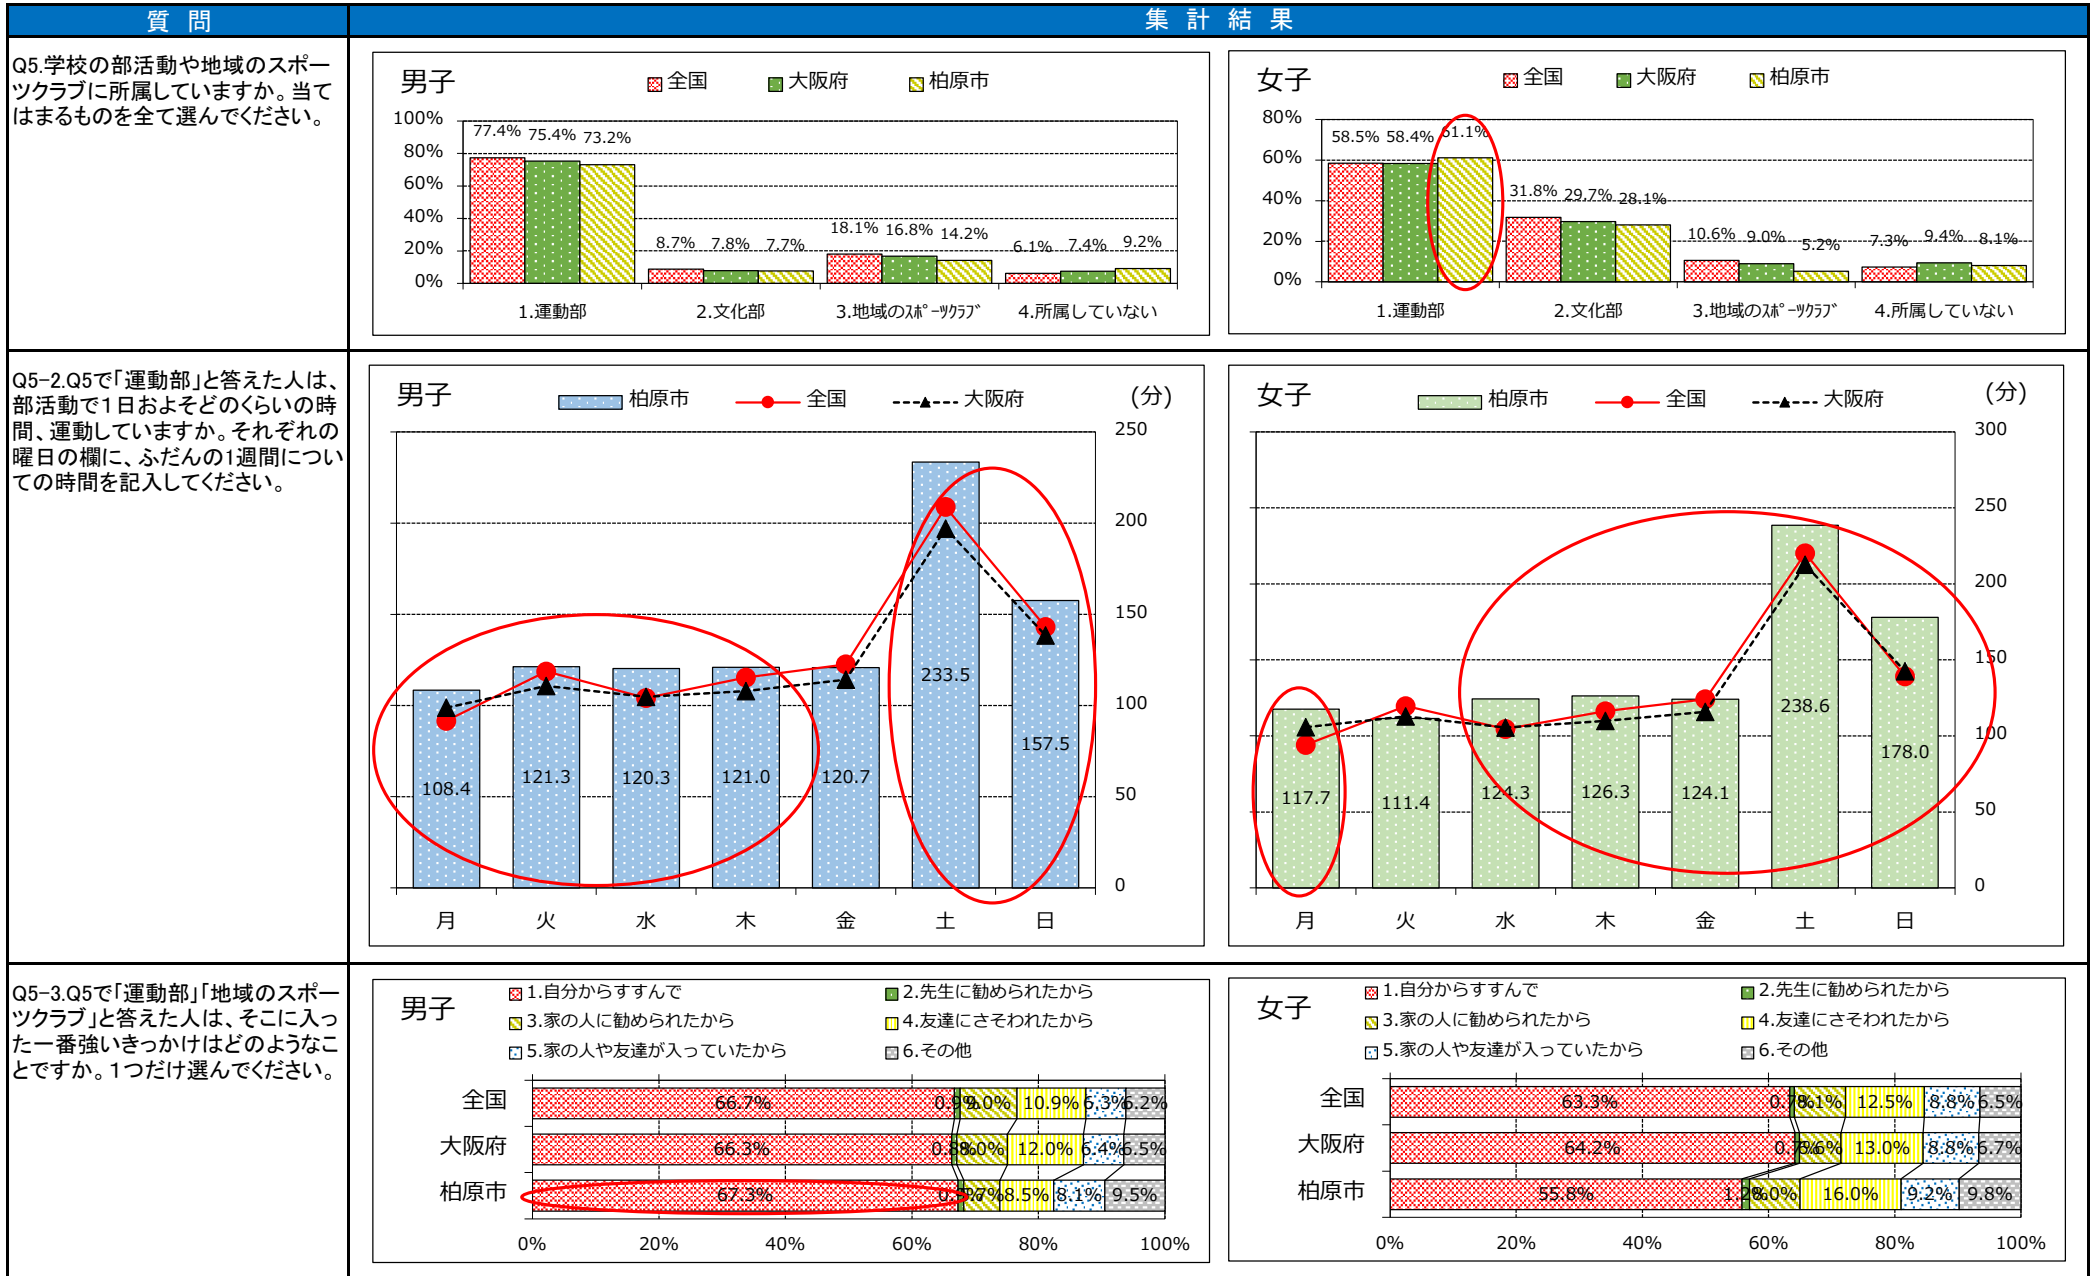 質 問
集 計 結 果
Q5.学校の部活動や地域のスポー
ツクラブに所属していますか。当て
はまるものを全て選んでください。
男子
全国 大阪府 柏原市
100%
80%
60%
40%
20%
0%
77.4% 75.4% 73.2%
8.7% 7.8% 7.7%
18.1% 16.8% 14.2%
6.1% 7.4% 9.2%
1.運動部 2.文化部 3.地域のスポーツクラブ 4.所属していない
女子
全国 大阪府 柏原市
80%
60%
40%
20%
0%
58.5% 58.4% 61.1%
31.8% 29.7% 28.1%
10.6% 9.0% 5.2%
7.3% 9.4% 8.1%
1.運動部 2.文化部 3.地域のスポーツクラブ 4.所属していない
Q5-2.Q5で「運動部」と答えた人は、
部活動で1日およそどのくらいの時
間、運動していますか。それぞれの
曜日の欄に、ふだんの1週間につい
ての時間を記入してください。
男子
柏原市 全国 大阪府 (分)
250
200
150
100
50
0
108.4 121.3 120.3 121.0 120.7 233.5 157.5
月 火 水 木 金 土 日
女子
柏原市 全国 大阪府 (分)
300
250
200
150
100
50
0
117.7 111.4 124.3 126.3 124.1 238.6 178.0
月 火 水 木 金 土 日
Q5-3.Q5で「運動部」「地域のスポー
ツクラブ」と答えた人は、そこに入っ
た一番強いきっかけはどのようなこ
とですか。1つだけ選んでください。
男子
1.自分からすすんで 2.先生に勧められたから
3.家の人に勧められたから 4.友達にさそわれたから
5.家の人や友達が入っていたから 6.その他
全国 66.7% 0.9% 9.0% 10.9% 6.3% 6.2%
大阪府 66.3% 0.8% 8.0% 12.0% 6.4% 6.5%
柏原市 67.3% 8.5% 8.1% 9.5%
0% 20% 40% 60% 80% 100%
女子
1.自分からすすんで 2.先生に勧められたから
3.家の人に勧められたから 4.友達にさそわれたから
5.家の人や友達が入っていたから 6.その他
全国 63.3% 0.7% 8.1% 12.5% 8.8% 6.5%
大阪府 64.2% 0.7% 6.6% 13.0% 8.8% 6.7%
柏原市 55.8% 1.2% 8.0% 16.0% 9.2% 9.8%
0% 20% 40% 60% 80% 100%